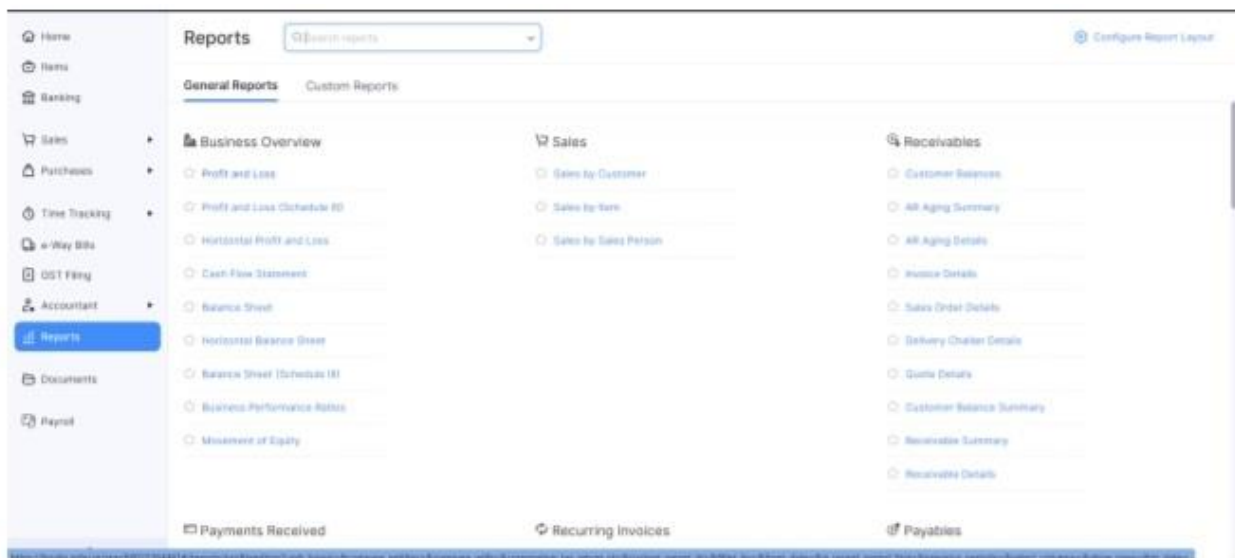 Home
Items
Banking
Sales
Purchases
Time Tracking
e-Way Bills
GST Filing
Accountant
Reports
Documents
Payroll
Reports
Search reports
Configure Report Layout
General Reports
Custom Reports
Business Overview
Profit and Loss
Profit and Loss (Schedule III)
Horizontal Profit and Loss
Cash Flow Statement
Balance Sheet
Horizontal Balance Sheet
Balance Sheet (Schedule III)
Business Performance Ratios
Movement of Equity
Sales
Sales by Customer
Sales by Item
Sales by Sales Person
Receivables
Customer Balances
AR Aging Summary
AR Aging Details
Invoice Details
Sales Order Details
Delivery Challan Details
Quote Details
Customer Balance Summary
Receivable Summary
Receivable Details
Payments Received
Recurring Invoices
Payables